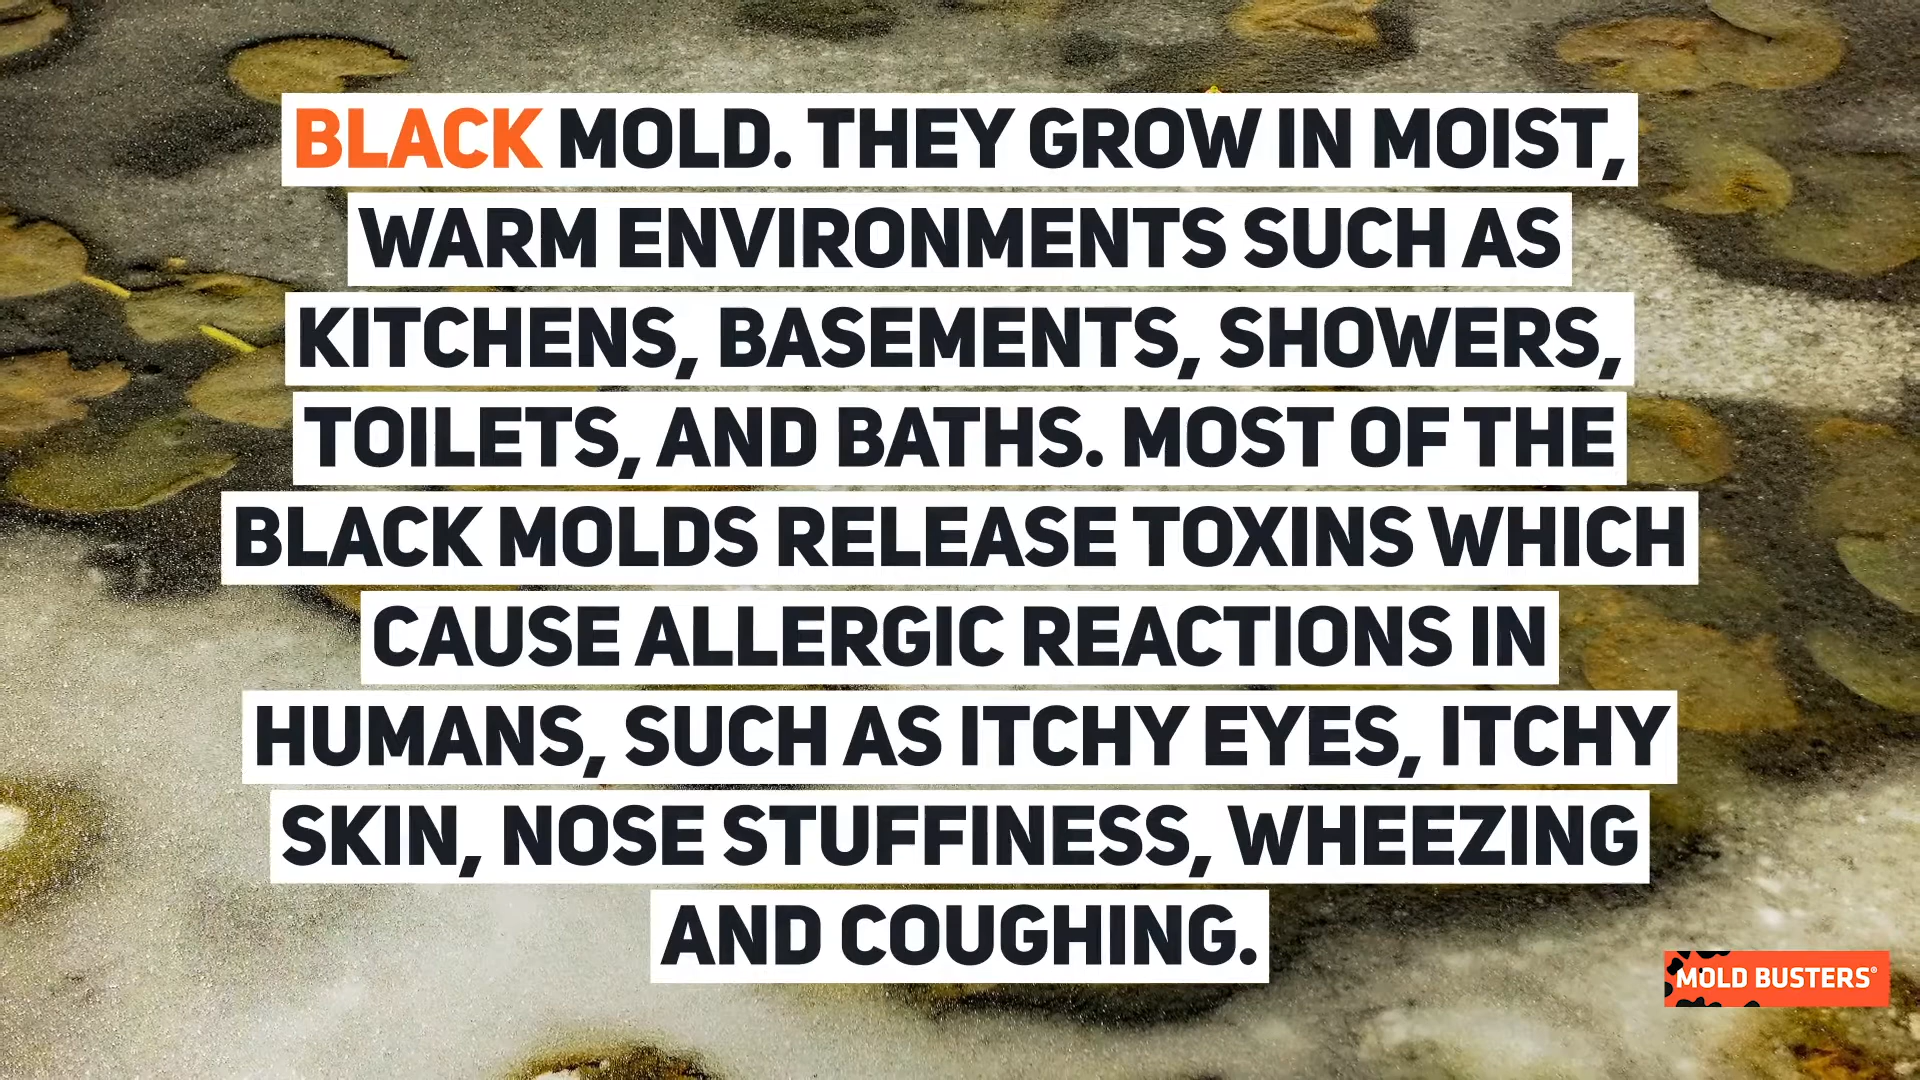 BLACK MOLD. THEY GROW IN MOIST,
WARM ENVIRONMENTS SUCH AS
KITCHENS, BASEMENTS, SHOWERS,
TOILETS, AND BATHS. MOST OF THE
BLACK MOLDS RELEASE TOXINS WHICH
CAUSE ALLERGIC REACTIONS IN
HUMANS, SUCH AS ITCHY EYES, ITCHY
SKIN, NOSE STUFFINESS, WHEEZING
AND COUGHING.
MOLD BUSTERS®